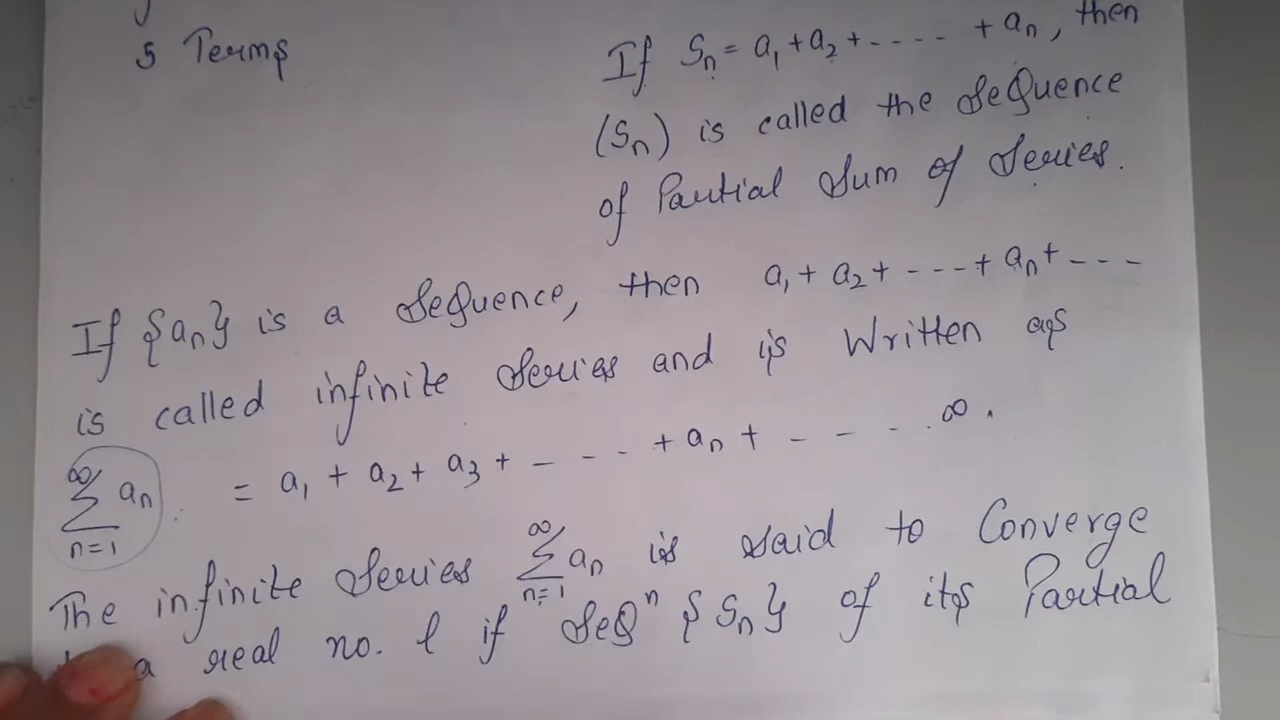 5 Terms
If Sₙ = a₁ + a₂ + - - - - + aₙ, then
(Sₙ) is called the Sequence
of Partial Sum of Series.
If {aₙ} is a Sequence, then a₁ + a₂ + - - - + aₙ + - - -
is called infinite Series and is Written as
∞ ∑ n=1 aₙ = a₁ + a₂ + a₃ + - - - - + aₙ + - - - - ∞.
The infinite Series ∞ ∑ n=1 aₙ is said to Converge
a real no. l if Seqⁿ {Sₙ} of its Partial